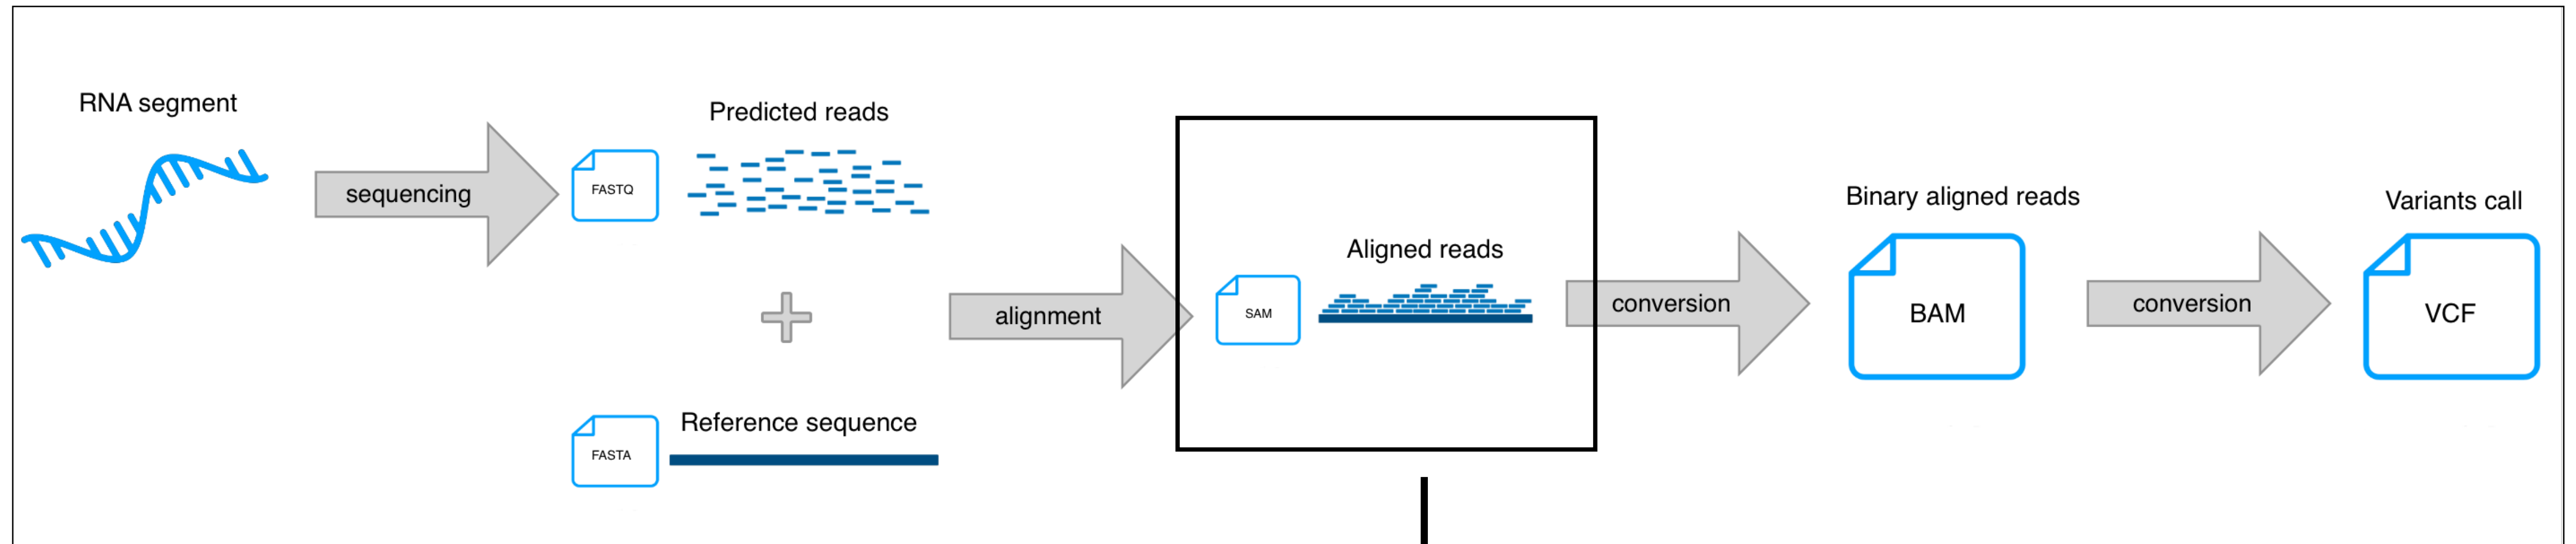 RNA segment
sequencing
Predicted reads
FASTQ
Reference sequence
FASTA
alignment
Aligned reads
SAM
conversion
Binary aligned reads
BAM
conversion
Variants call
VCF